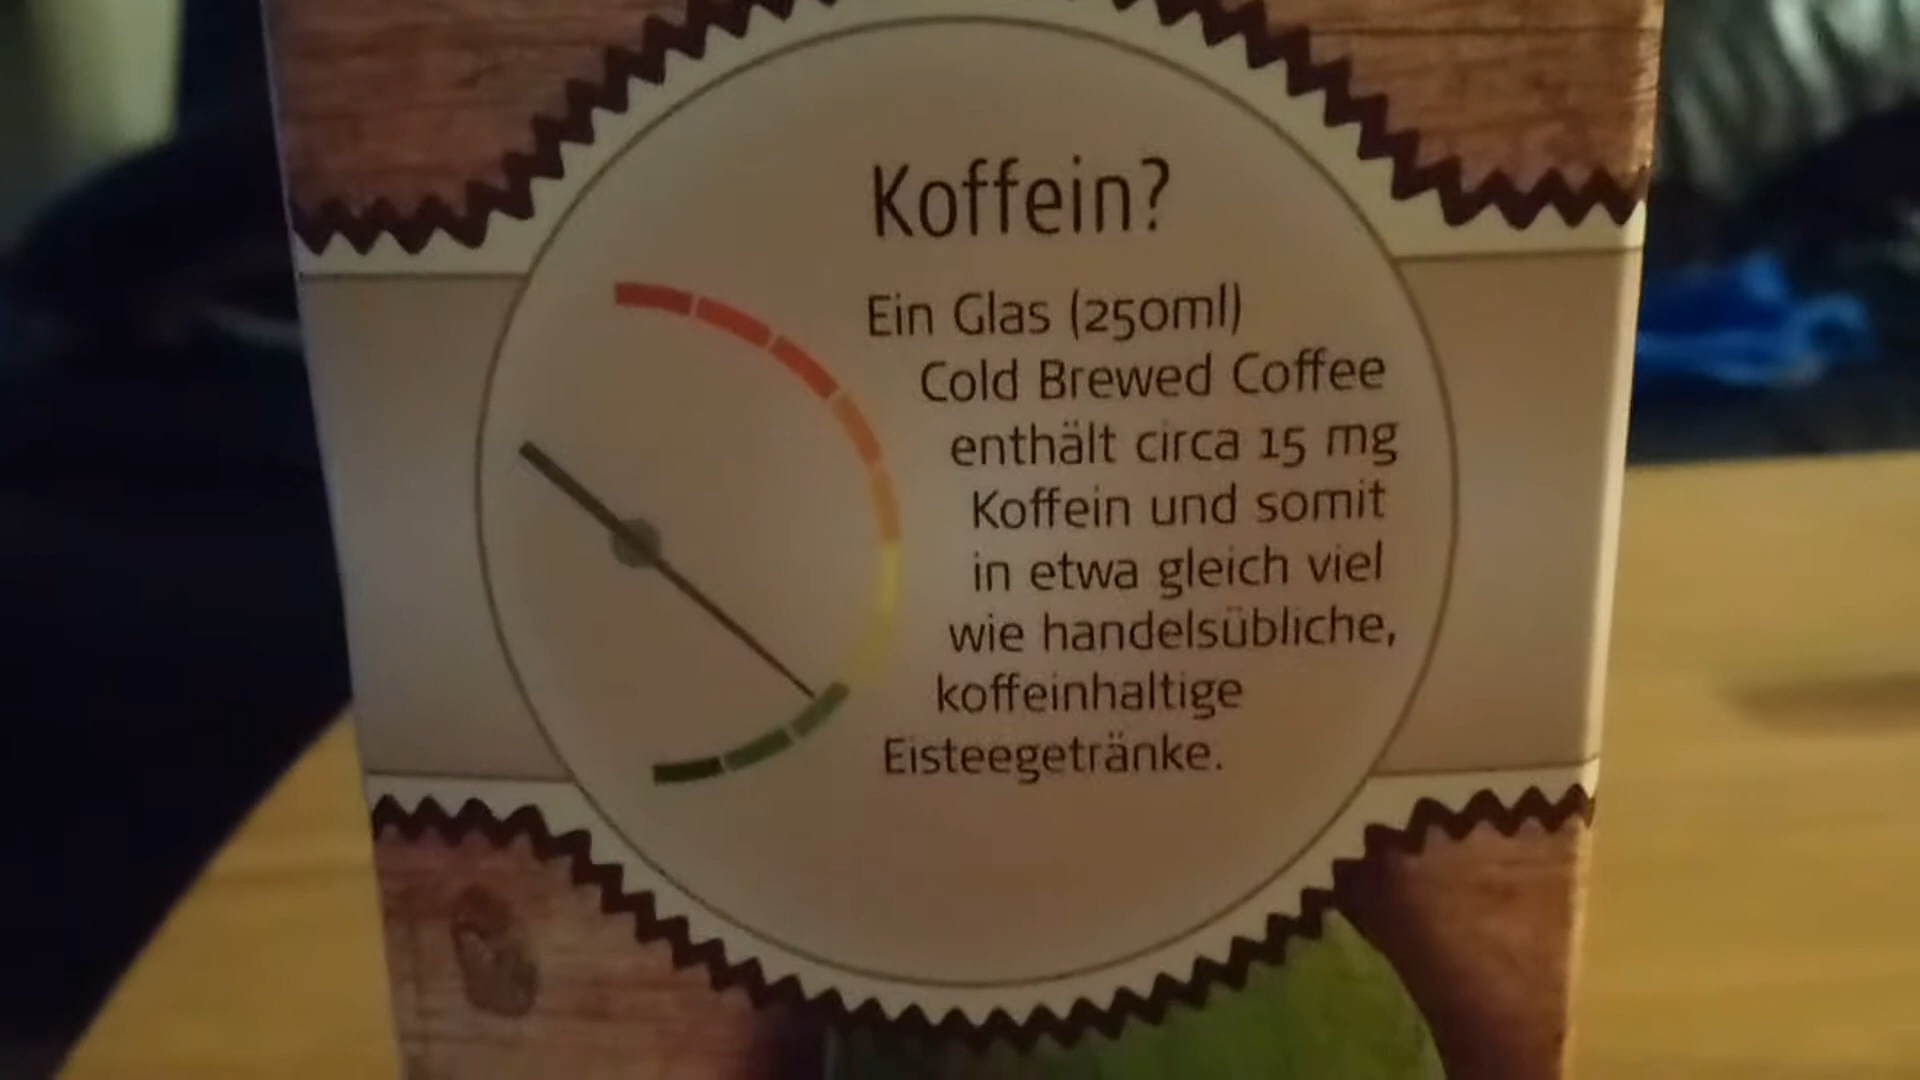 Koffein?
Ein Glas (250ml)
Cold Brewed Coffee
enthält circa 15 mg
Koffein und somit
in etwa gleich viel
wie handelsübliche,
koffeinhaltige
Eisteegetränke.